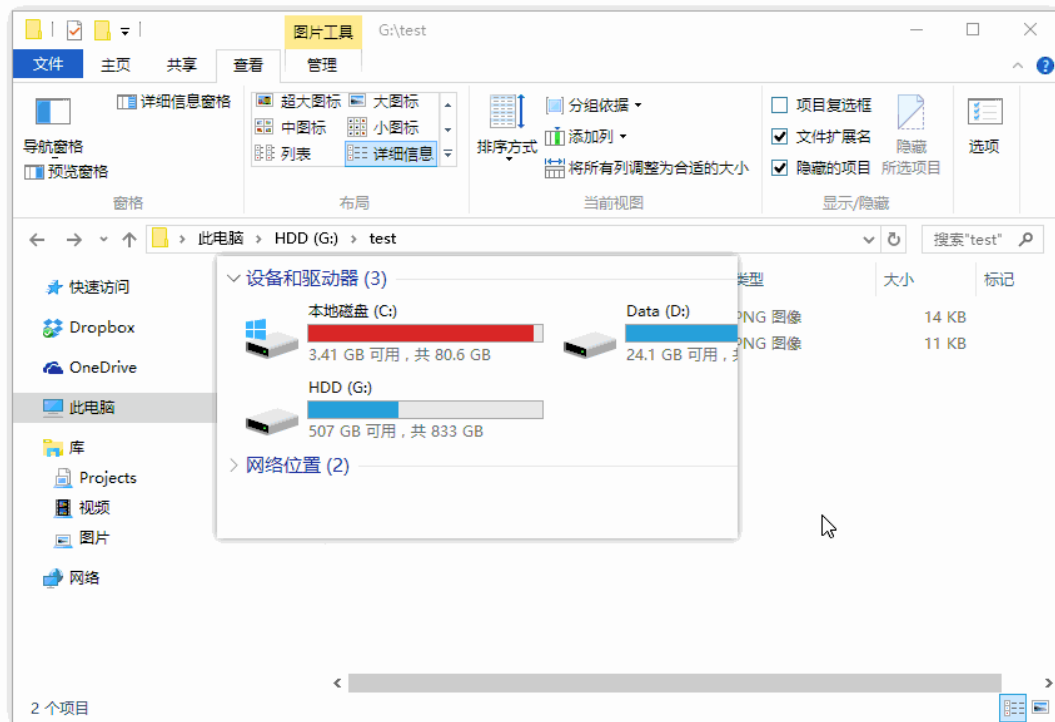 图片工具 G:\test
文件 主页 共享 查看 管理
导航窗格
预览窗格
详细信息窗格
窗格
超大图标 大图标
中图标 小图标
列表 详细信息
布局
排序方式
分组依据
添加列
将所有列调整为合适的大小
当前视图
项目复选框
文件扩展名
隐藏的项目
隐藏
所选项目
显示/隐藏
选项
此电脑 HDD (G:) test
搜索"test"
快速访问
Dropbox
OneDrive
此电脑
库
Projects
视频
图片
网络
设备和驱动器 (3)
本地磁盘 (C:)
3.41 GB 可用，共 80.6 GB
Data (D:)
24.1 GB 可用，
HDD (G:)
507 GB 可用，共 833 GB
网络位置 (2)
类型 大小 标记
PNG 图像 14 KB
PNG 图像 11 KB
2 个项目